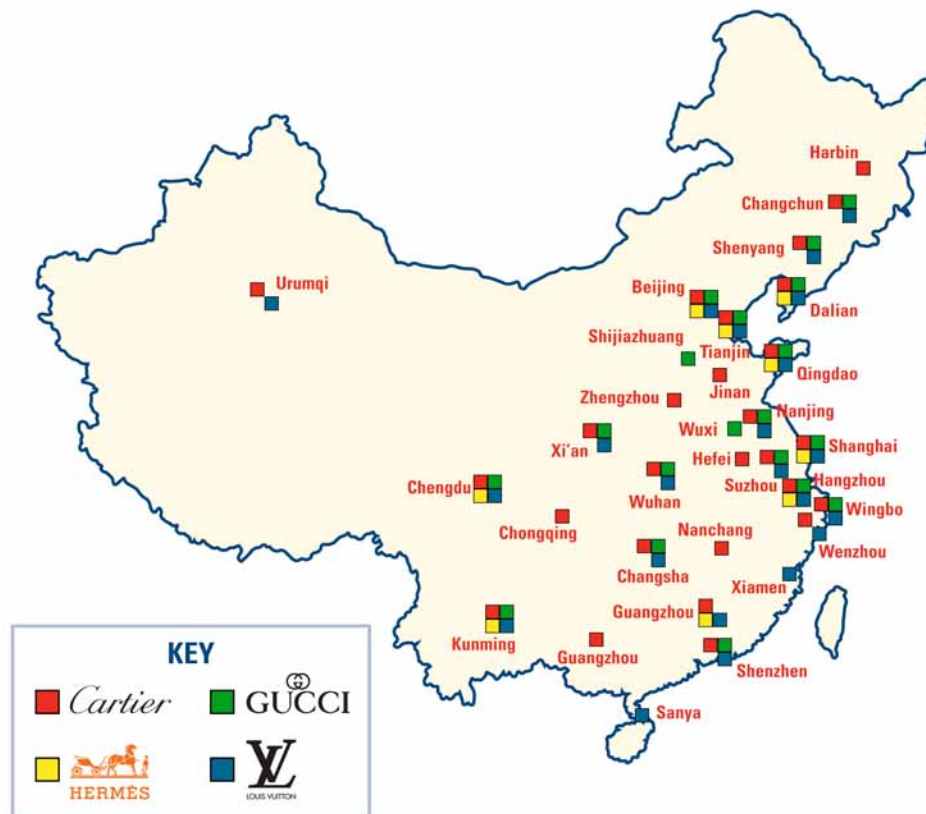 Harbin
Changchun
Shenyang
Urumqi
Beijing
Dalian
Shijiazhuang
Tianjin
Qingdao
Jinan
Zhengzhou
Nanjing
Wuxi
Shanghai
Xi'an
Hefei
Suzhou
Hangzhou
Chengdu
Wuhan
Wingbo
Chongqing
Nanchang
Wenzhou
Changsha
Xiamen
Guangzhou
Kunming
Guangzhou
Shenzhen
Sanya
KEY
Cartier
GUCCI
HERMÈS
LV
LOUIS VUITTON